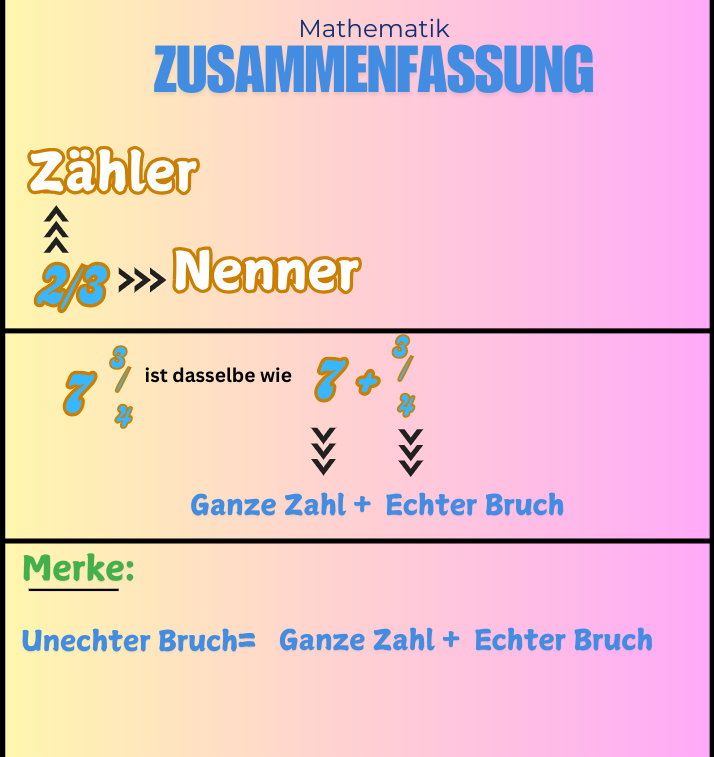 Mathematik
ZUSAMMENFASSUNG
Zähler
2/3 Nenner
7 3/4 ist dasselbe wie 7 + 3/4
Ganze Zahl + Echter Bruch
Merke:
Unechter Bruch= Ganze Zahl + Echter Bruch